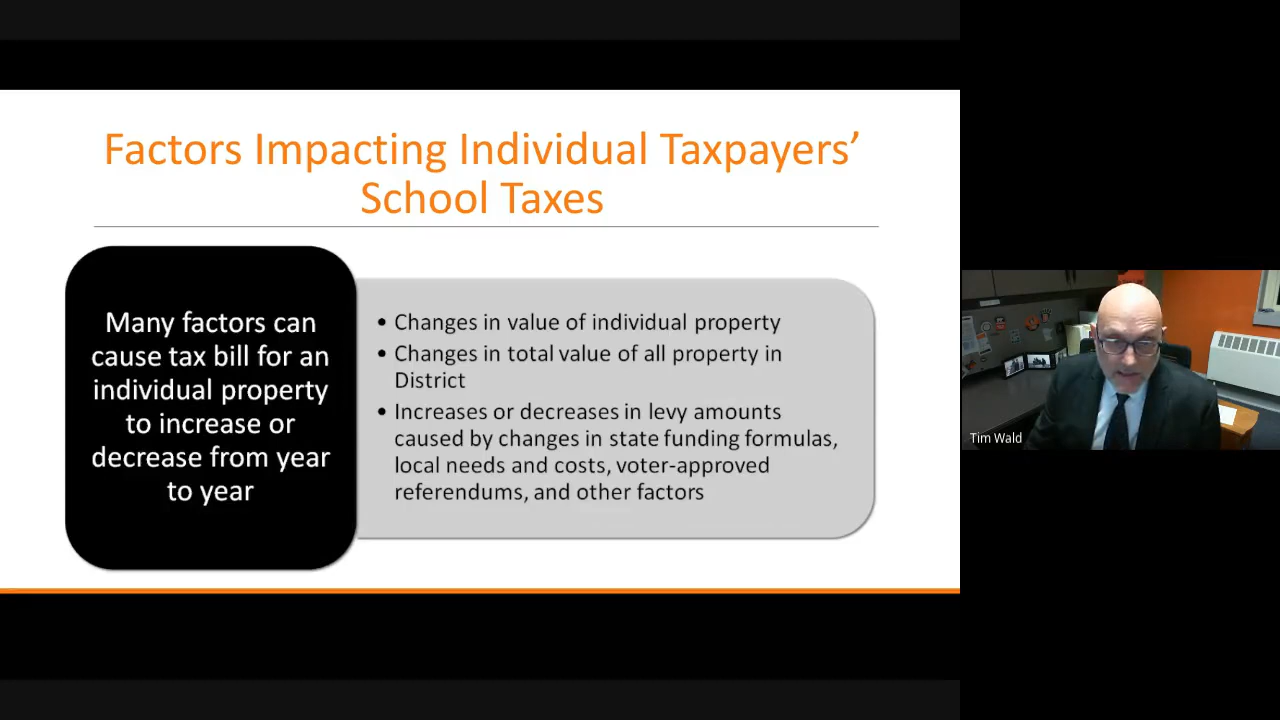 Factors Impacting Individual Taxpayers’
School Taxes
Many factors can
cause tax bill for an
individual property
to increase or
decrease from year
to year
• Changes in value of individual property
• Changes in total value of all property in
District
• Increases or decreases in levy amounts
caused by changes in state funding formulas,
local needs and costs, voter-approved
referendums, and other factors
Tim Wald